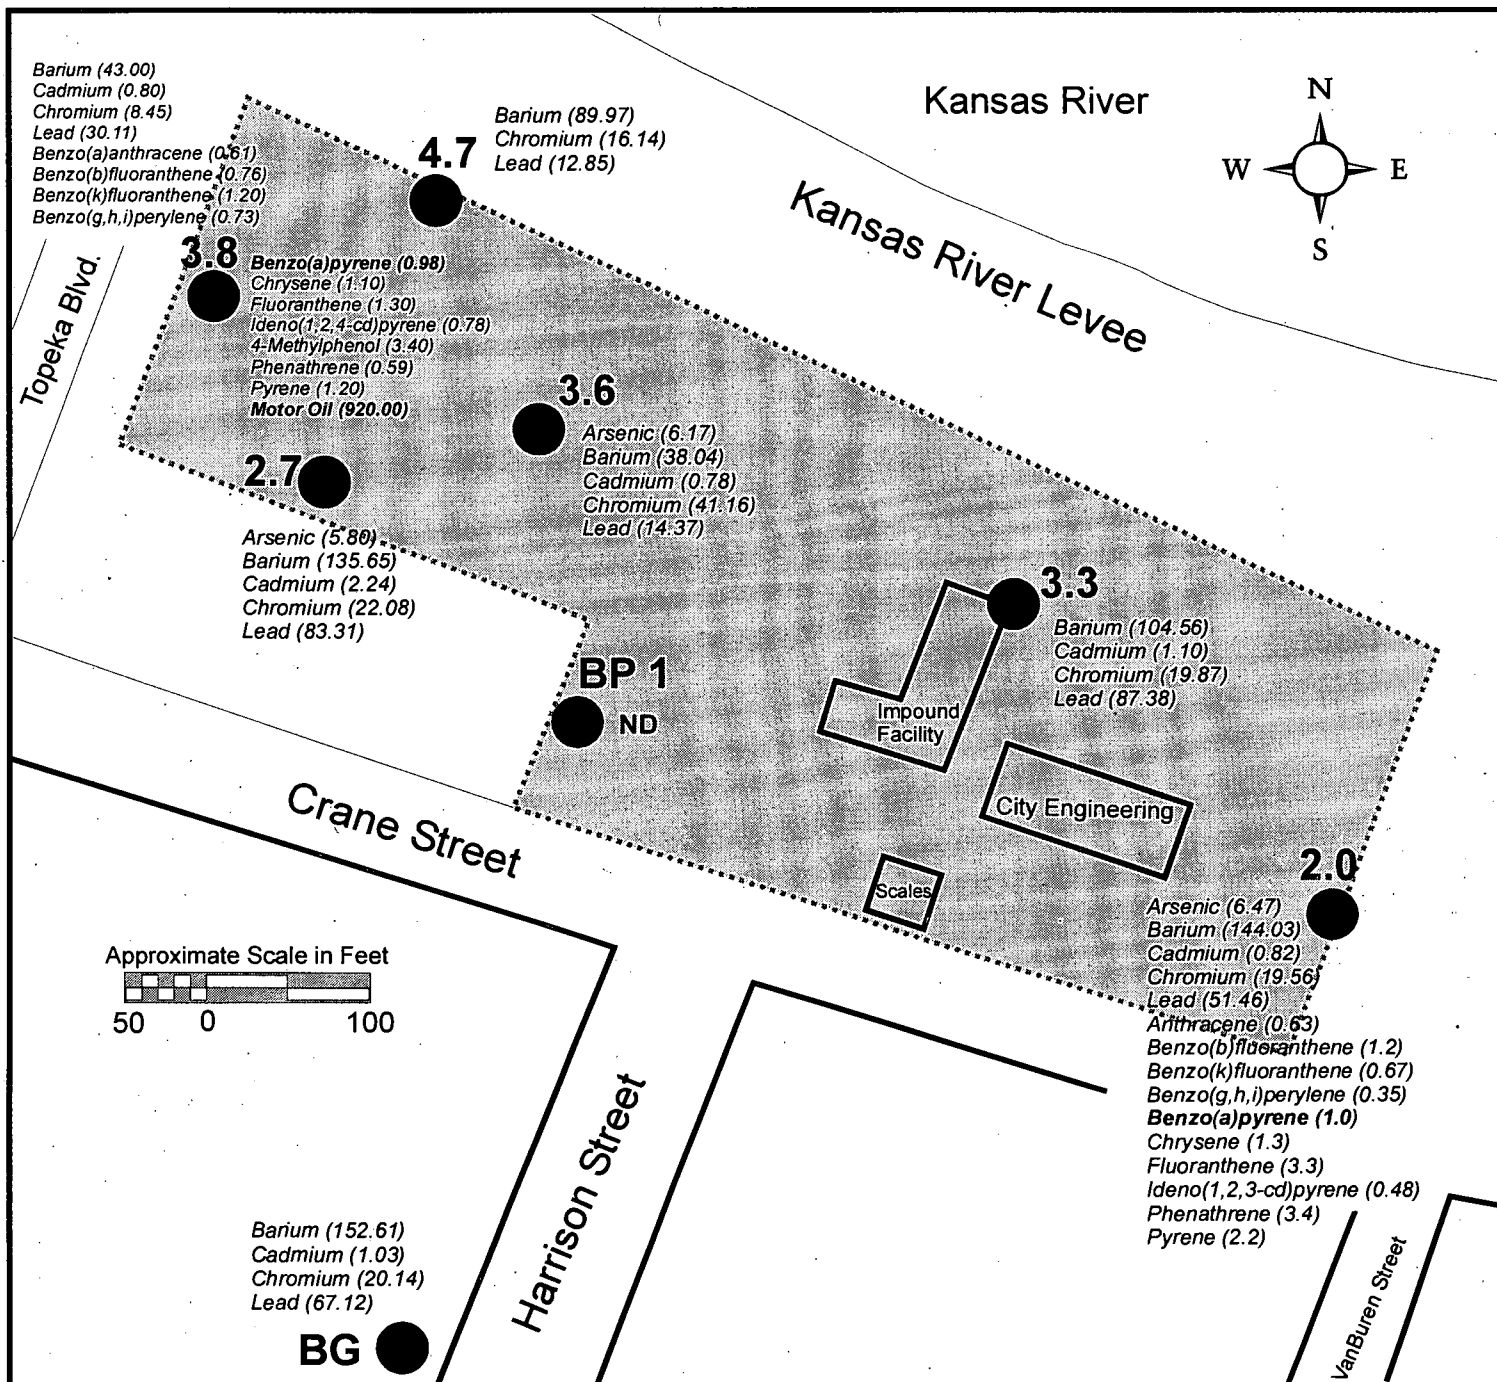 Barium (43.00)
Cadmium (0.80)
Chromium (8.45)
Lead (30.11)
Benzo(a)anthracene (0.61)
Benzo(b)fluoranthene (0.76)
Benzo(k)fluoranthene (1.20)
Benzo(g,h,i)perylene (0.73)
4.7
Barium (89.97)
Chromium (16.14)
Lead (12.85)
Kansas River
N
W
E
S
Kansas River Levee
Topeka Blvd.
3.8
Benzo(a)pyrene (0.98)
Chrysene (1.10)
Fluoranthene (1.30)
Ideno(1,2,4-cd)pyrene (0.78)
4-Methylphenol (3.40)
Phenathrene (0.59)
Pyrene (1.20)
Motor Oil (920.00)
3.6
Arsenic (6.17)
Barium (38.04)
Cadmium (0.78)
Chromium (41.16)
Lead (14.37)
2.7
Arsenic (5.80)
Barium (135.65)
Cadmium (2.24)
Chromium (22.08)
Lead (83.31)
3.3
Barium (104.56)
Cadmium (1.10)
Chromium (19.87)
Lead (87.38)
BP 1
ND
Impound
Facility
City Engineering
Scales
Crane Street
2.0
Arsenic (6.47)
Barium (144.03)
Cadmium (0.82)
Chromium (19.56)
Lead (51.46)
Anthracene (0.63)
Benzo(b)fluoranthene (1.2)
Benzo(k)fluoranthene (0.67)
Benzo(g,h,i)perylene (0.35)
Benzo(a)pyrene (1.0)
Chrysene (1.3)
Fluoranthene (3.3)
Ideno(1,2,3-cd)pyrene (0.48)
Phenathrene (3.4)
Pyrene (2.2)
Approximate Scale in Feet
50 0 100
Harrison Street
VanBuren Street
Barium (152.61)
Cadmium (1.03)
Chromium (20.14)
Lead (67.12)
BG